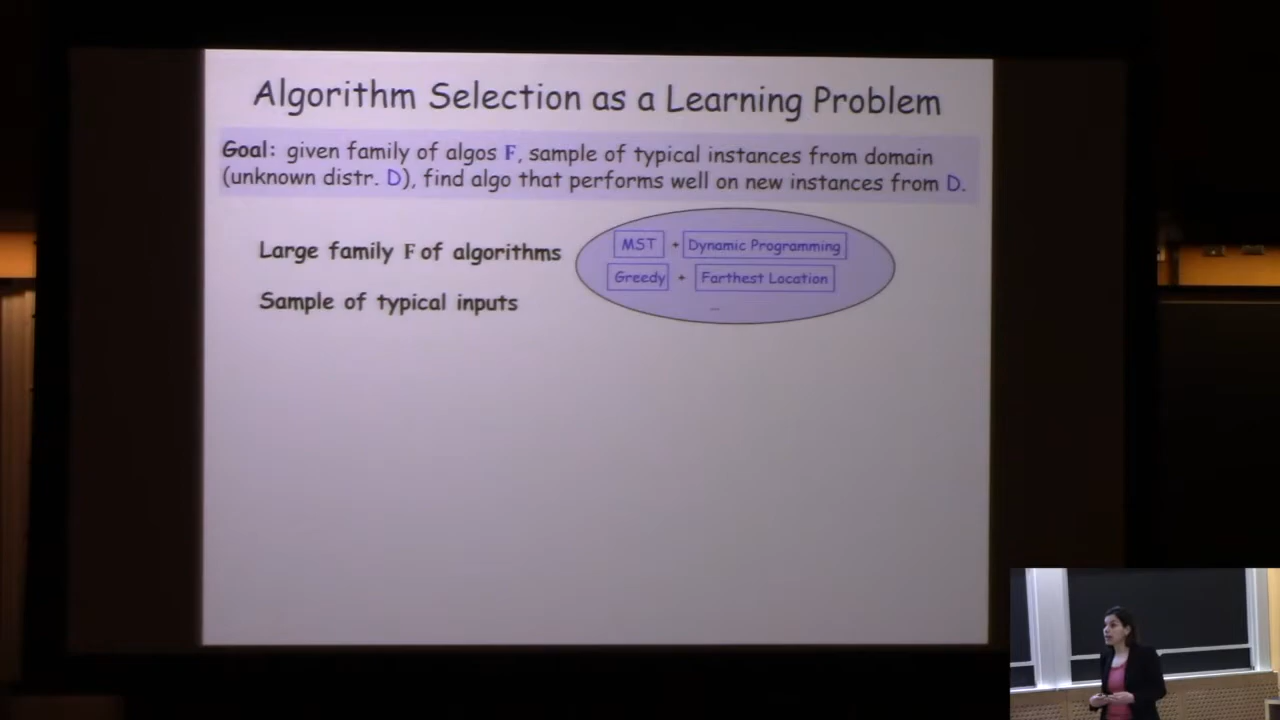 Algorithm Selection as a Learning Problem
Goal: given family of algos F, sample of typical instances from domain
(unknown distr. D), find algo that performs well on new instances from D.
Large family F of algorithms
MST + Dynamic Programming
Greedy + Farthest Location
...
Sample of typical inputs